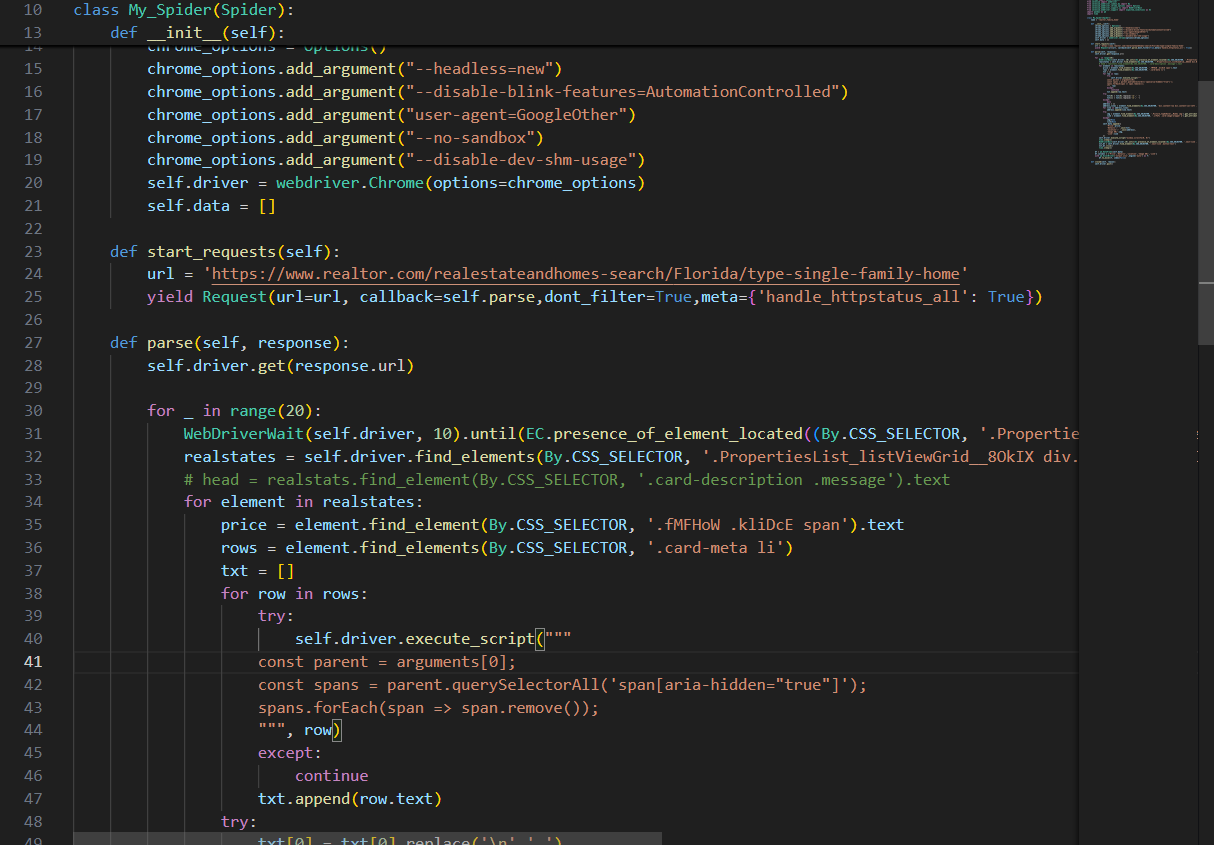 10 class My_Spider(Spider):
13 def __init__(self):
14 chrome_options = Options()
15 chrome_options.add_argument("--headless=new")
16 chrome_options.add_argument("--disable-blink-features=AutomationControlled")
17 chrome_options.add_argument("user-agent=GoogleOther")
18 chrome_options.add_argument("--no-sandbox")
19 chrome_options.add_argument("--disable-dev-shm-usage")
20 self.driver = webdriver.Chrome(options=chrome_options)
21 self.data = []
22
23 def start_requests(self):
24 url = 'https://www.realtor.com/realestateandhomes-search/Florida/type-single-family-home'
25 yield Request(url=url, callback=self.parse,dont_filter=True,meta={'handle_httpstatus_all': True})
26
27 def parse(self, response):
28 self.driver.get(response.url)
29
30 for _ in range(20):
31 WebDriverWait(self.driver, 10).until(EC.presence_of_element_located((By.CSS_SELECTOR, '.Propertie
32 realstates = self.driver.find_elements(By.CSS_SELECTOR, '.PropertiesList_listViewGrid__8OkIX div.
33 # head = realstats.find_element(By.CSS_SELECTOR, '.card-description .message').text
34 for element in realstates:
35 price = element.find_element(By.CSS_SELECTOR, '.fMFHoW .kliDcE span').text
36 rows = element.find_elements(By.CSS_SELECTOR, '.card-meta li')
37 txt = []
38 for row in rows:
39 try:
40 self.driver.execute_script("""
41 const parent = arguments[0];
42 const spans = parent.querySelectorAll('span[aria-hidden="true"]');
43 spans.forEach(span => span.remove());
44 """, row)
45 except:
46 continue
47 txt.append(row.text)
48 try:
49 txt[0] = txt[0].replace('\n',' ')